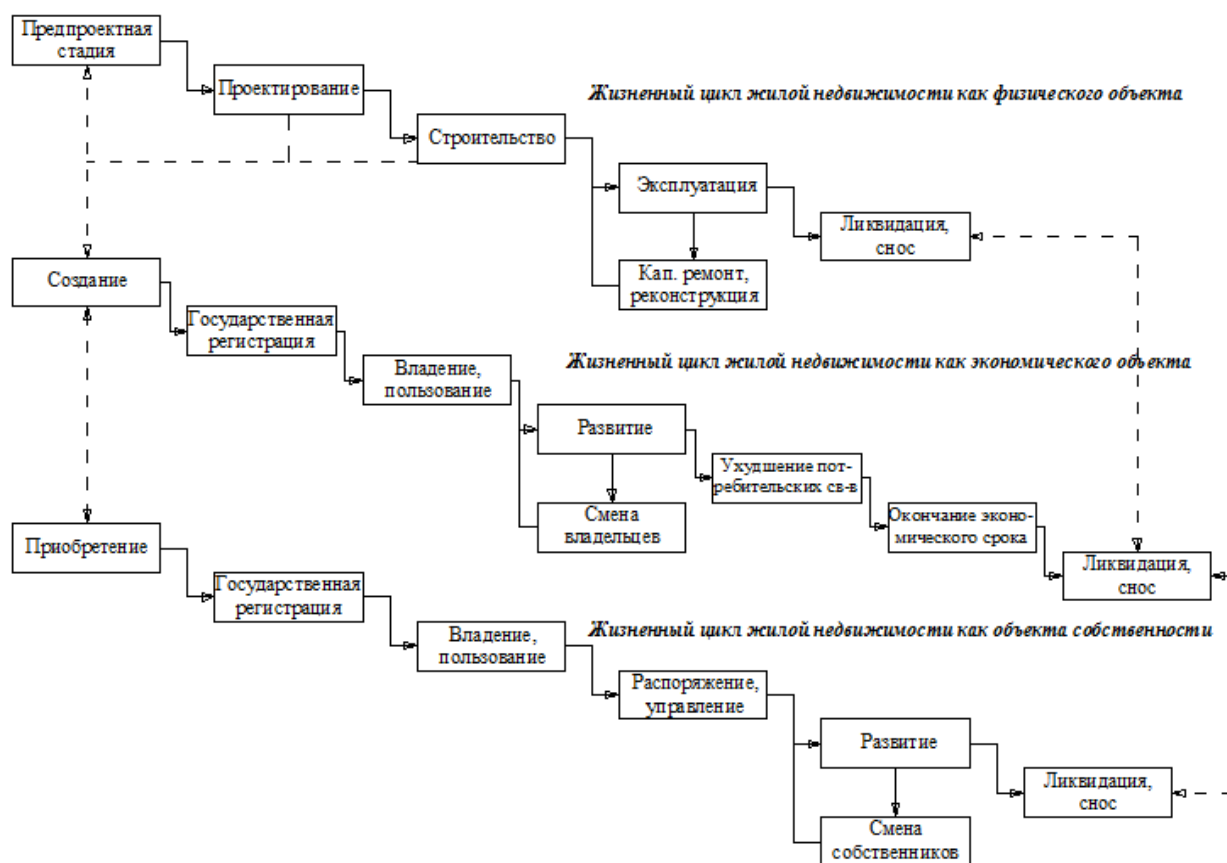 Предпроектная
стадия
Проектирование
Жизненный цикл жилой недвижимости как физического объекта
Строительство
Эксплуатация
Ликвидация,
снос
Кап. ремонт,
реконструкция
Создание
Государственная
регистрация
Жизненный цикл жилой недвижимости как экономического объекта
Владение,
пользование
Развитие
Ухудшение пот-
ребительских св-в
Смена
владельцев
Окончание эконо-
мического срока
Ликвидация,
снос
Приобретение
Государственная
регистрация
Жизненный цикл жилой недвижимости как объекта собственности
Владение,
пользование
Распоряжение,
управление
Развитие
Ликвидация,
снос
Смена
собственников